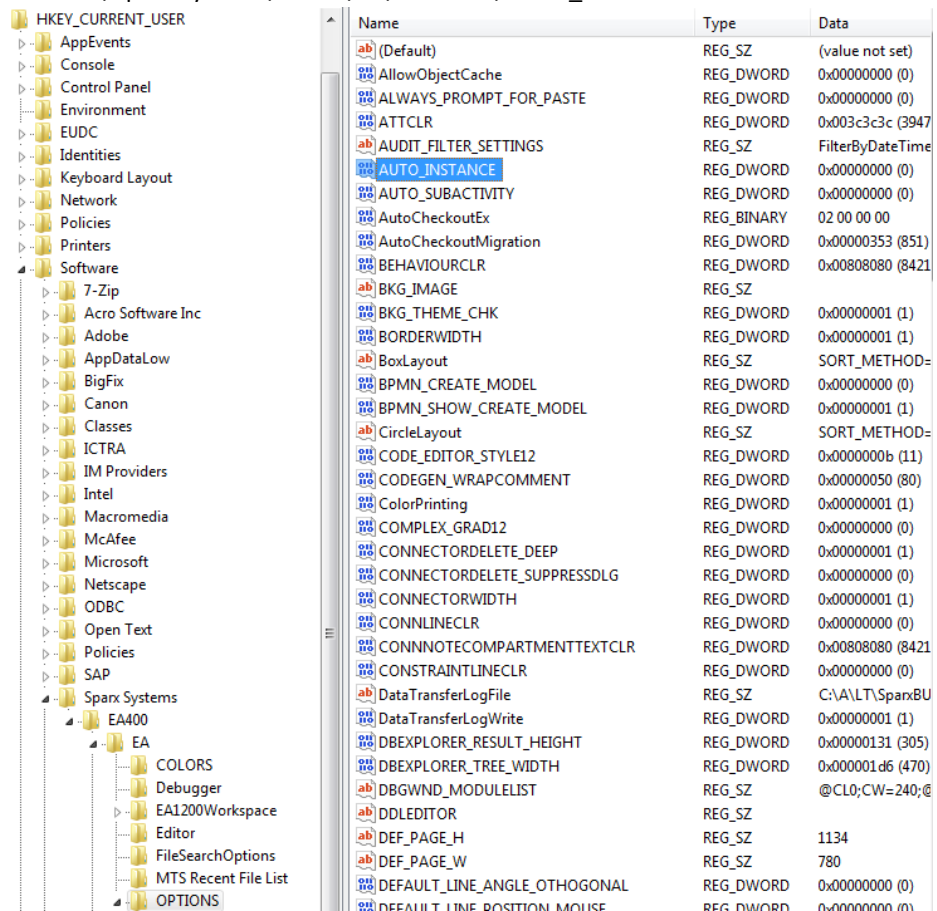 HKEY_CURRENT_USER
AppEvents
Console
Control Panel
Environment
EUDC
Identities
Keyboard Layout
Network
Policies
Printers
Software
7-Zip
Acro Software Inc
Adobe
AppDataLow
BigFix
Canon
Classes
ICTRA
IM Providers
Intel
Macromedia
McAfee
Microsoft
Netscape
ODBC
Open Text
Policies
SAP
Sparx Systems
EA400
EA
COLORS
Debugger
EA1200Workspace
Editor
FileSearchOptions
MTS Recent File List
OPTIONS
Name Type Data
(Default) REG_SZ (value not set)
AllowObjectCache REG_DWORD 0x00000000 (0)
ALWAYS_PROMPT_FOR_PASTE REG_DWORD 0x00000000 (0)
ATTCLR REG_DWORD 0x003c3c3c (3947
AUDIT_FILTER_SETTINGS REG_SZ FilterByDateTime
AUTO_INSTANCE REG_DWORD 0x00000000 (0)
AUTO_SUBACTIVITY REG_DWORD 0x00000000 (0)
AutoCheckoutEx REG_BINARY 02 00 00 00
AutoCheckoutMigration REG_DWORD 0x00000353 (851)
BEHAVIOURCLR REG_DWORD 0x00808080 (8421
BKG_IMAGE REG_SZ
BKG_THEME_CHK REG_DWORD 0x00000001 (1)
BORDERWIDTH REG_DWORD 0x00000001 (1)
BoxLayout REG_SZ SORT_METHOD=
BPMN_CREATE_MODEL REG_DWORD 0x00000000 (0)
BPMN_SHOW_CREATE_MODEL REG_DWORD 0x00000001 (1)
CircleLayout REG_SZ SORT_METHOD=
CODE_EDITOR_STYLE12 REG_DWORD 0x0000000b (11)
CODEGEN_WRAPCOMMENT REG_DWORD 0x00000050 (80)
ColorPrinting REG_DWORD 0x00000001 (1)
COMPLEX_GRAD12 REG_DWORD 0x00000000 (0)
CONNECTORDELETE_DEEP REG_DWORD 0x00000001 (1)
CONNECTORDELETE_SUPPRESSDLG REG_DWORD 0x00000000 (0)
CONNECTORWIDTH REG_DWORD 0x00000001 (1)
CONNLINECLR REG_DWORD 0x00000000 (0)
CONNNOTECOMPARTMENTTEXTCLR REG_DWORD 0x00808080 (8421
CONSTRAINTLINECLR REG_DWORD 0x00000000 (0)
DataTransferLogFile REG_SZ C:\A\LT\SparxBU
DataTransferLogWrite REG_DWORD 0x00000001 (1)
DBEXPLORER_RESULT_HEIGHT REG_DWORD 0x00000131 (305)
DBEXPLORER_TREE_WIDTH REG_DWORD 0x000001d6 (470)
DBGWND_MODULELIST REG_SZ @CL0;CW=240;@
DDLEDITOR REG_SZ
DEF_PAGE_H REG_SZ 1134
DEF_PAGE_W REG_SZ 780
DEFAULT_LINE_ANGLE_OTHOGONAL REG_DWORD 0x00000000 (0)
DEFAULT_LINE_POSITION_MOUSE REG_DWORD 0x00000000 (0)